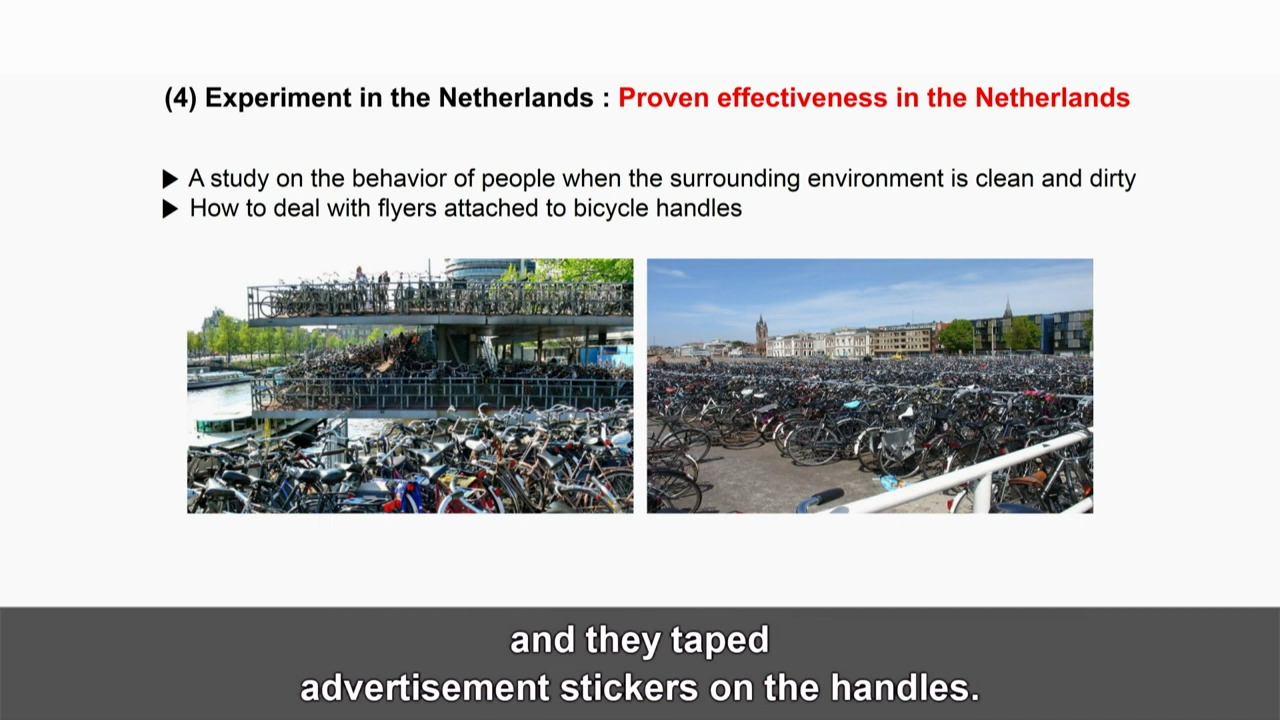 (4) Experiment in the Netherlands : Proven effectiveness in the Netherlands
▶ A study on the behavior of people when the surrounding environment is clean and dirty
▶ How to deal with flyers attached to bicycle handles
and they taped
advertisement stickers on the handles.